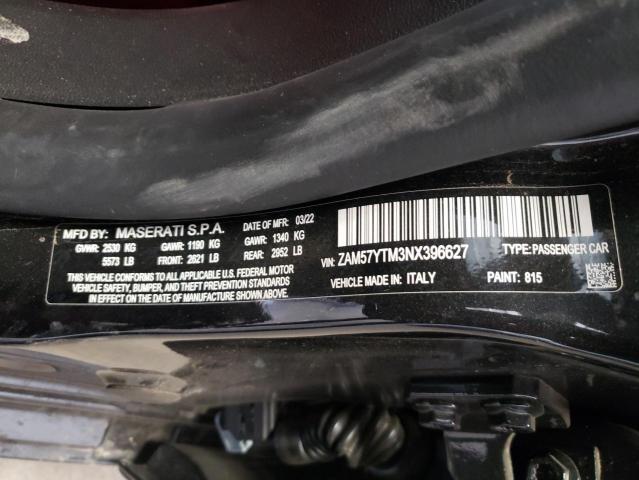 MFD BY: MASERATI S.P.A. DATE OF MFR: 03/22
GVWR: 2530 KG GAWR: 1190 KG GAWR: 1340 KG
5573 LB FRONT: 2621 LB REAR: 2952 LB
THIS VEHICLE CONFORMS TO ALL APPLICABLE U.S. FEDERAL MOTOR
VEHICLE SAFETY, BUMPER, AND THEFT PREVENTION STANDARDS
IN EFFECT ON THE DATE OF MANUFACTURE SHOWN ABOVE.
VIN: ZAM57YTM3NX396627 TYPE: PASSENGER CAR
VEHICLE MADE IN: ITALY PAINT: 815